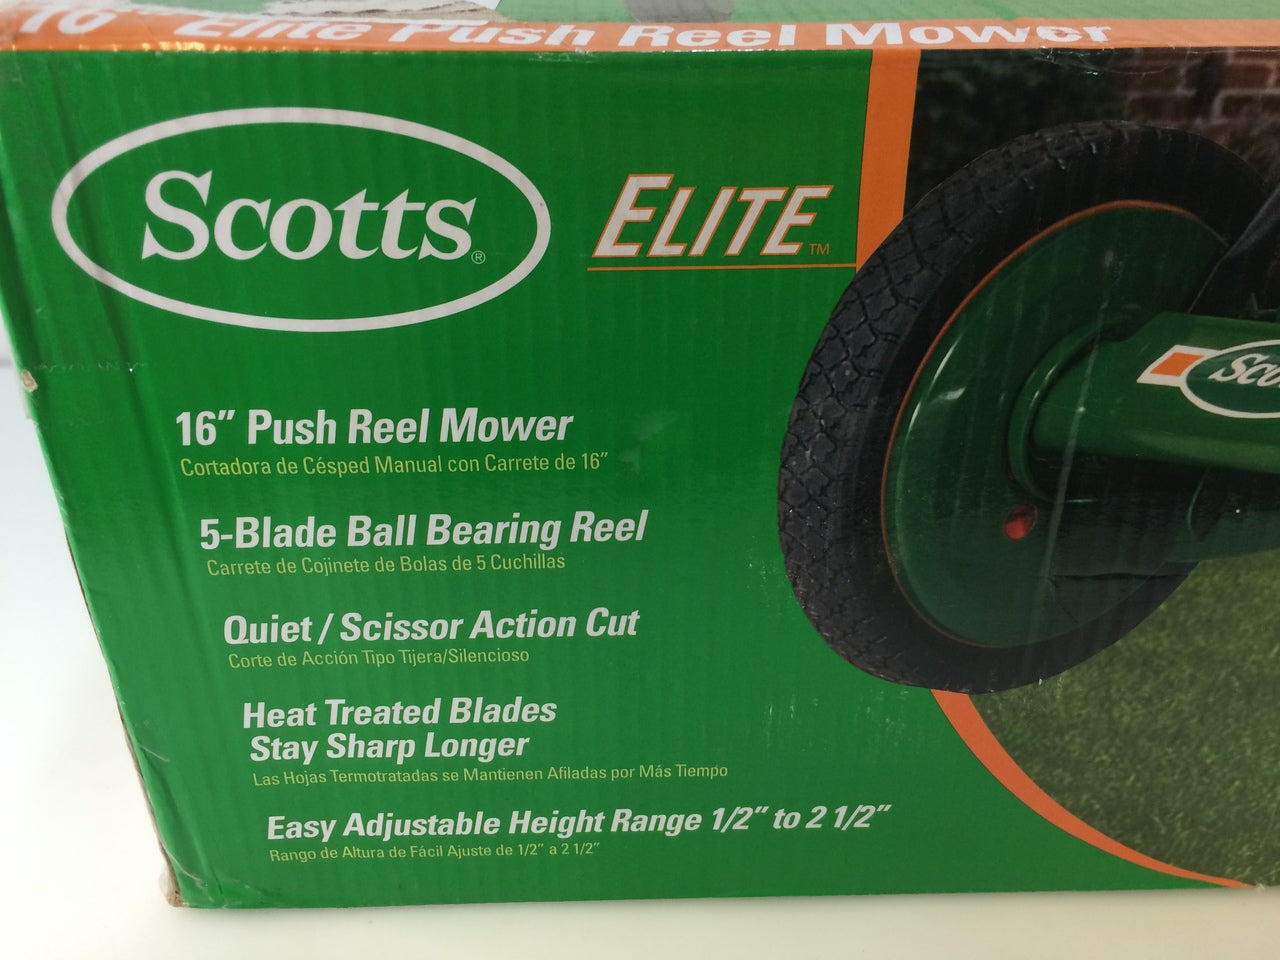 16" Elite Push Reel Mower
Scotts®
ELITE™
16" Push Reel Mower
Cortadora de Césped Manual con Carrete de 16"
5-Blade Ball Bearing Reel
Carrete de Cojinete de Bolas de 5 Cuchillas
Quiet / Scissor Action Cut
Corte de Acción Tipo Tijera/Silencioso
Heat Treated Blades
Stay Sharp Longer
Las Hojas Termotratadas se Mantienen Afiladas por Más Tiempo
Easy Adjustable Height Range 1/2" to 2 1/2"
Rango de Altura de Fácil Ajuste de 1/2" a 2 1/2"
Sco